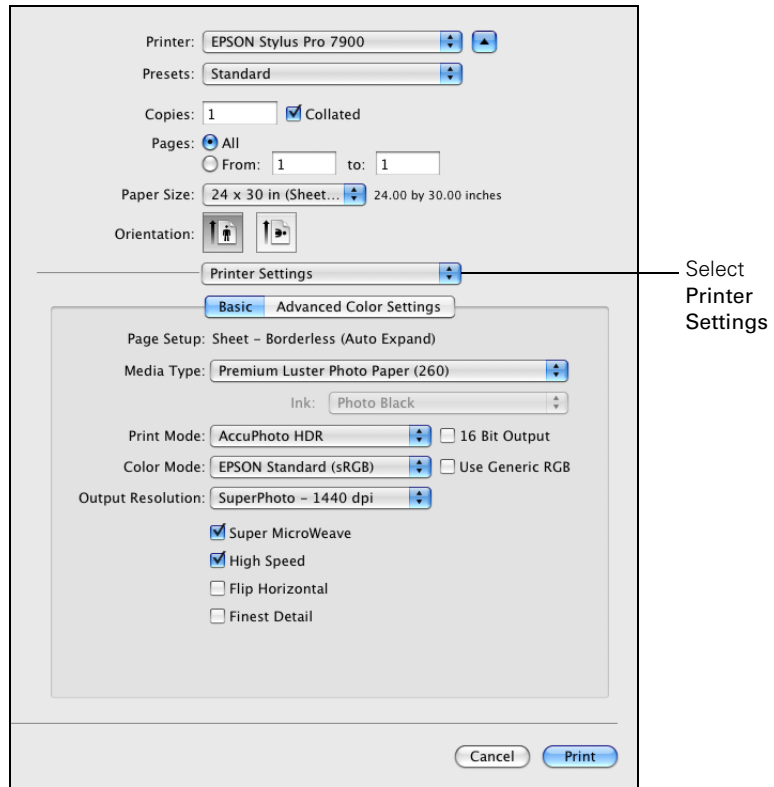 Printer: EPSON Stylus Pro 7900
Presets: Standard
Copies: 1 Collated
Pages: All
From: 1 to: 1
Paper Size: 24 x 30 in (Sheet... 24.00 by 30.00 inches
Orientation:
Printer Settings
Select
Printer
Settings
Basic Advanced Color Settings
Page Setup: Sheet – Borderless (Auto Expand)
Media Type: Premium Luster Photo Paper (260)
Ink: Photo Black
Print Mode: AccuPhoto HDR 16 Bit Output
Color Mode: EPSON Standard (sRGB) Use Generic RGB
Output Resolution: SuperPhoto – 1440 dpi
Super MicroWeave
High Speed
Flip Horizontal
Finest Detail
Cancel Print